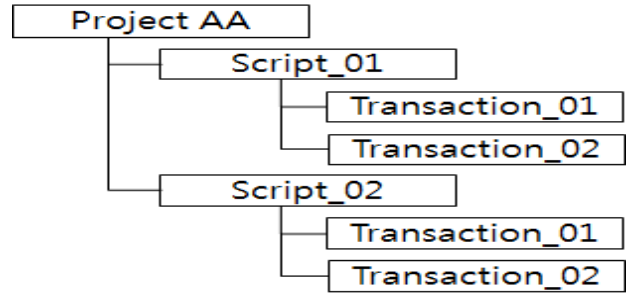 Project AA
Script_01
Transaction_01
Transaction_02
Script_02
Transaction_01
Transaction_02